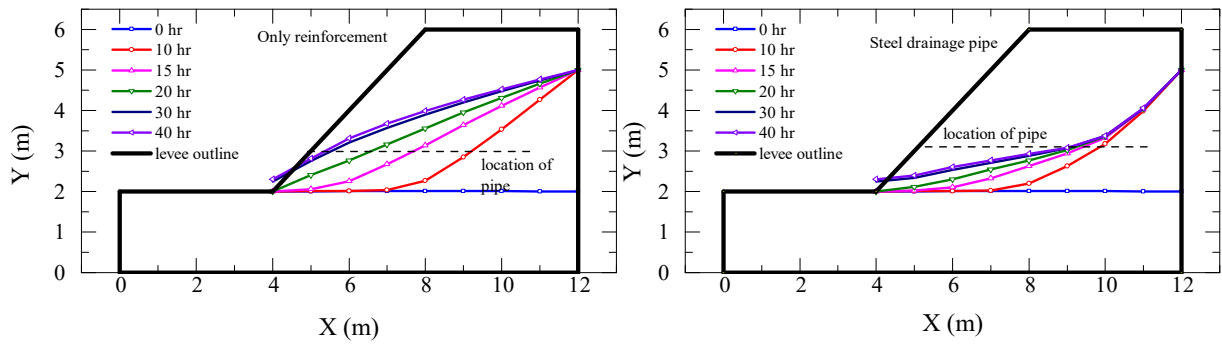 Only reinforcement
0 hr
10 hr
15 hr
20 hr
30 hr
40 hr
levee outline
location of
pipe
6
5
4
3
2
1
0
Y (m)
0 2 4 6 8 10 12
X (m)
Steel drainage pipe
0 hr
10 hr
15 hr
20 hr
30 hr
40 hr
levee outline
location of pipe
6
5
4
3
2
1
0
Y (m)
0 2 4 6 8 10 12
X (m)